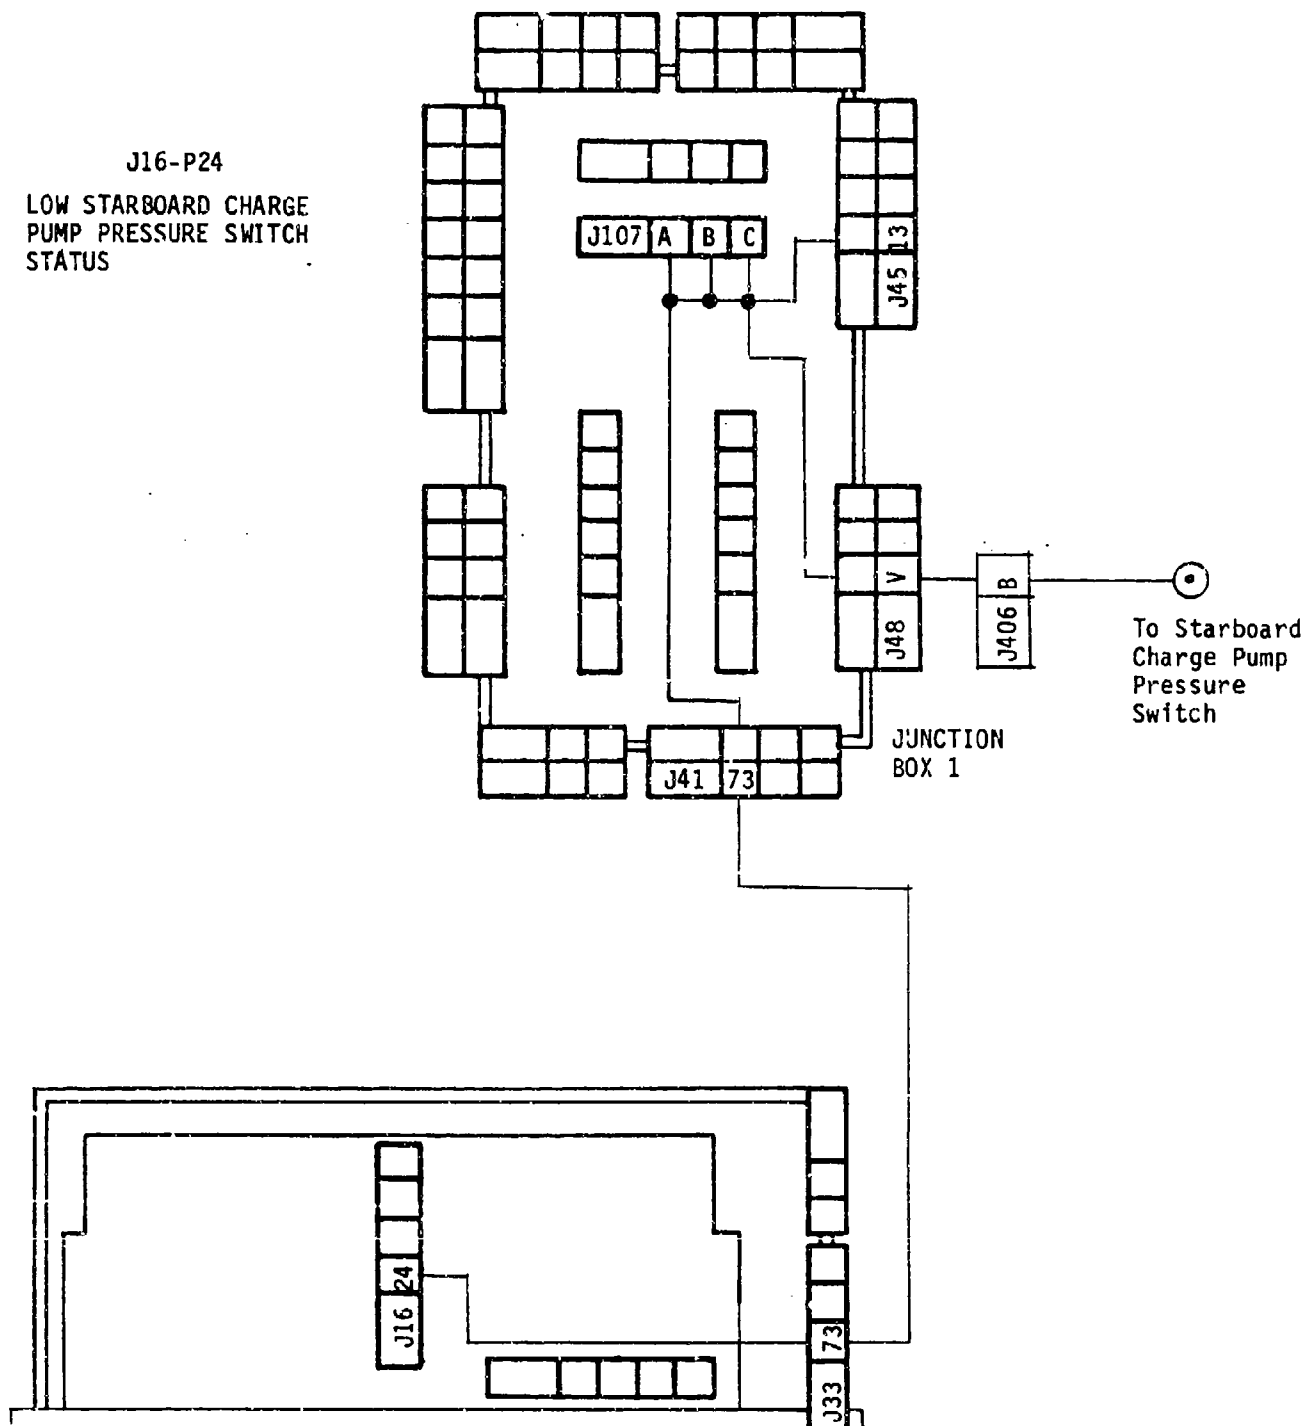 J16-P24
LOW STARBOARD CHARGE
PUMP PRESSURE SWITCH
STATUS
J107 A B C
13
J45
V
J48
B
J406
To Starboard
Charge Pump
Pressure
Switch
JUNCTION
BOX 1
J41 73
24
J16
73
J33